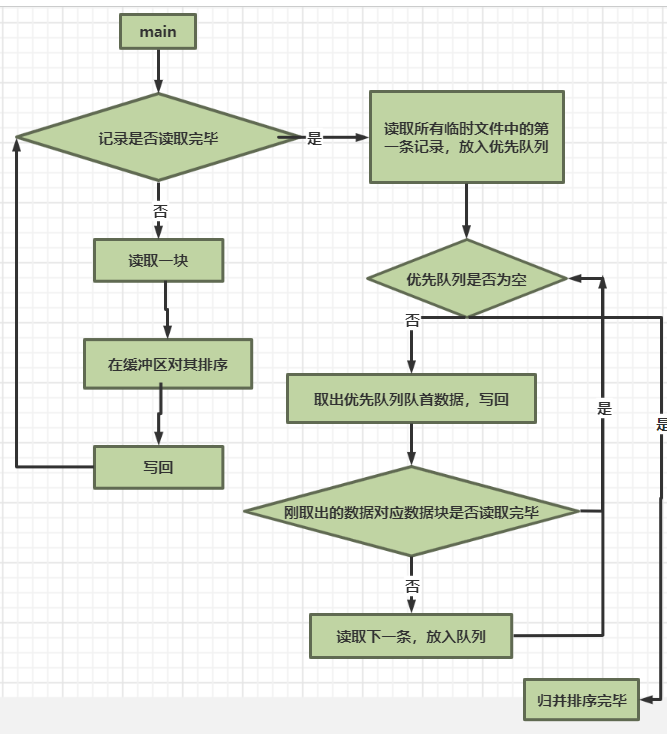 main
记录是否读取完毕
是
读取所有临时文件中的第
一条记录，放入优先队列
否
读取一块
优先队列是否为空
否
在缓冲区对其排序
取出优先队列队首数据，写回
是
是
写回
刚取出的数据对应数据块是否读取完毕
否
读取下一条，放入队列
归并排序完毕